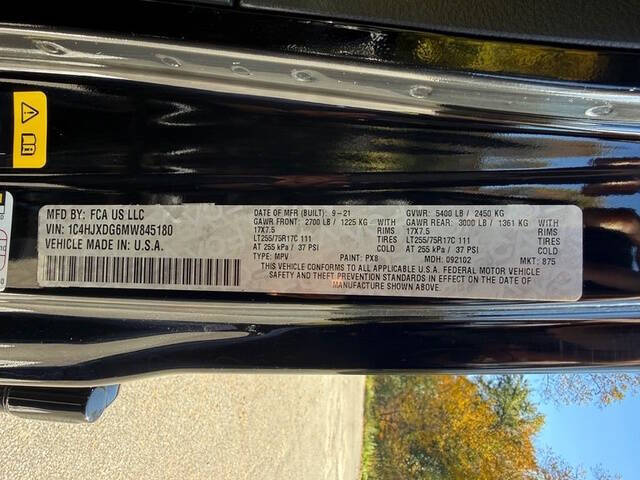 MFD BY: FCA US LLC
VIN: 1C4HJXDG6MW845180
VEHICLE MADE IN U.S.A.
DATE OF MFR (BUILT): 9-21
GAWR FRONT: 2700 LB / 1225 KG WITH
17X7.5 RIMS
LT255/75R17C 111 TIRES
AT 255 kPa / 37 PSI COLD
GVWR: 5400 LB / 2450 KG
GAWR REAR: 3000 LB / 1361 KG WITH
17X7.5 RIMS
LT255/75R17C 111 TIRES
AT 255 kPa / 37 PSI COLD
TYPE: MPV PAINT: PX8 MDH: 092102 MKT: 875
THIS VEHICLE CONFORMS TO ALL APPLICABLE U.S.A. FEDERAL MOTOR VEHICLE
SAFETY AND THEFT PREVENTION STANDARDS IN EFFECT ON THE DATE OF
MANUFACTURE SHOWN ABOVE.